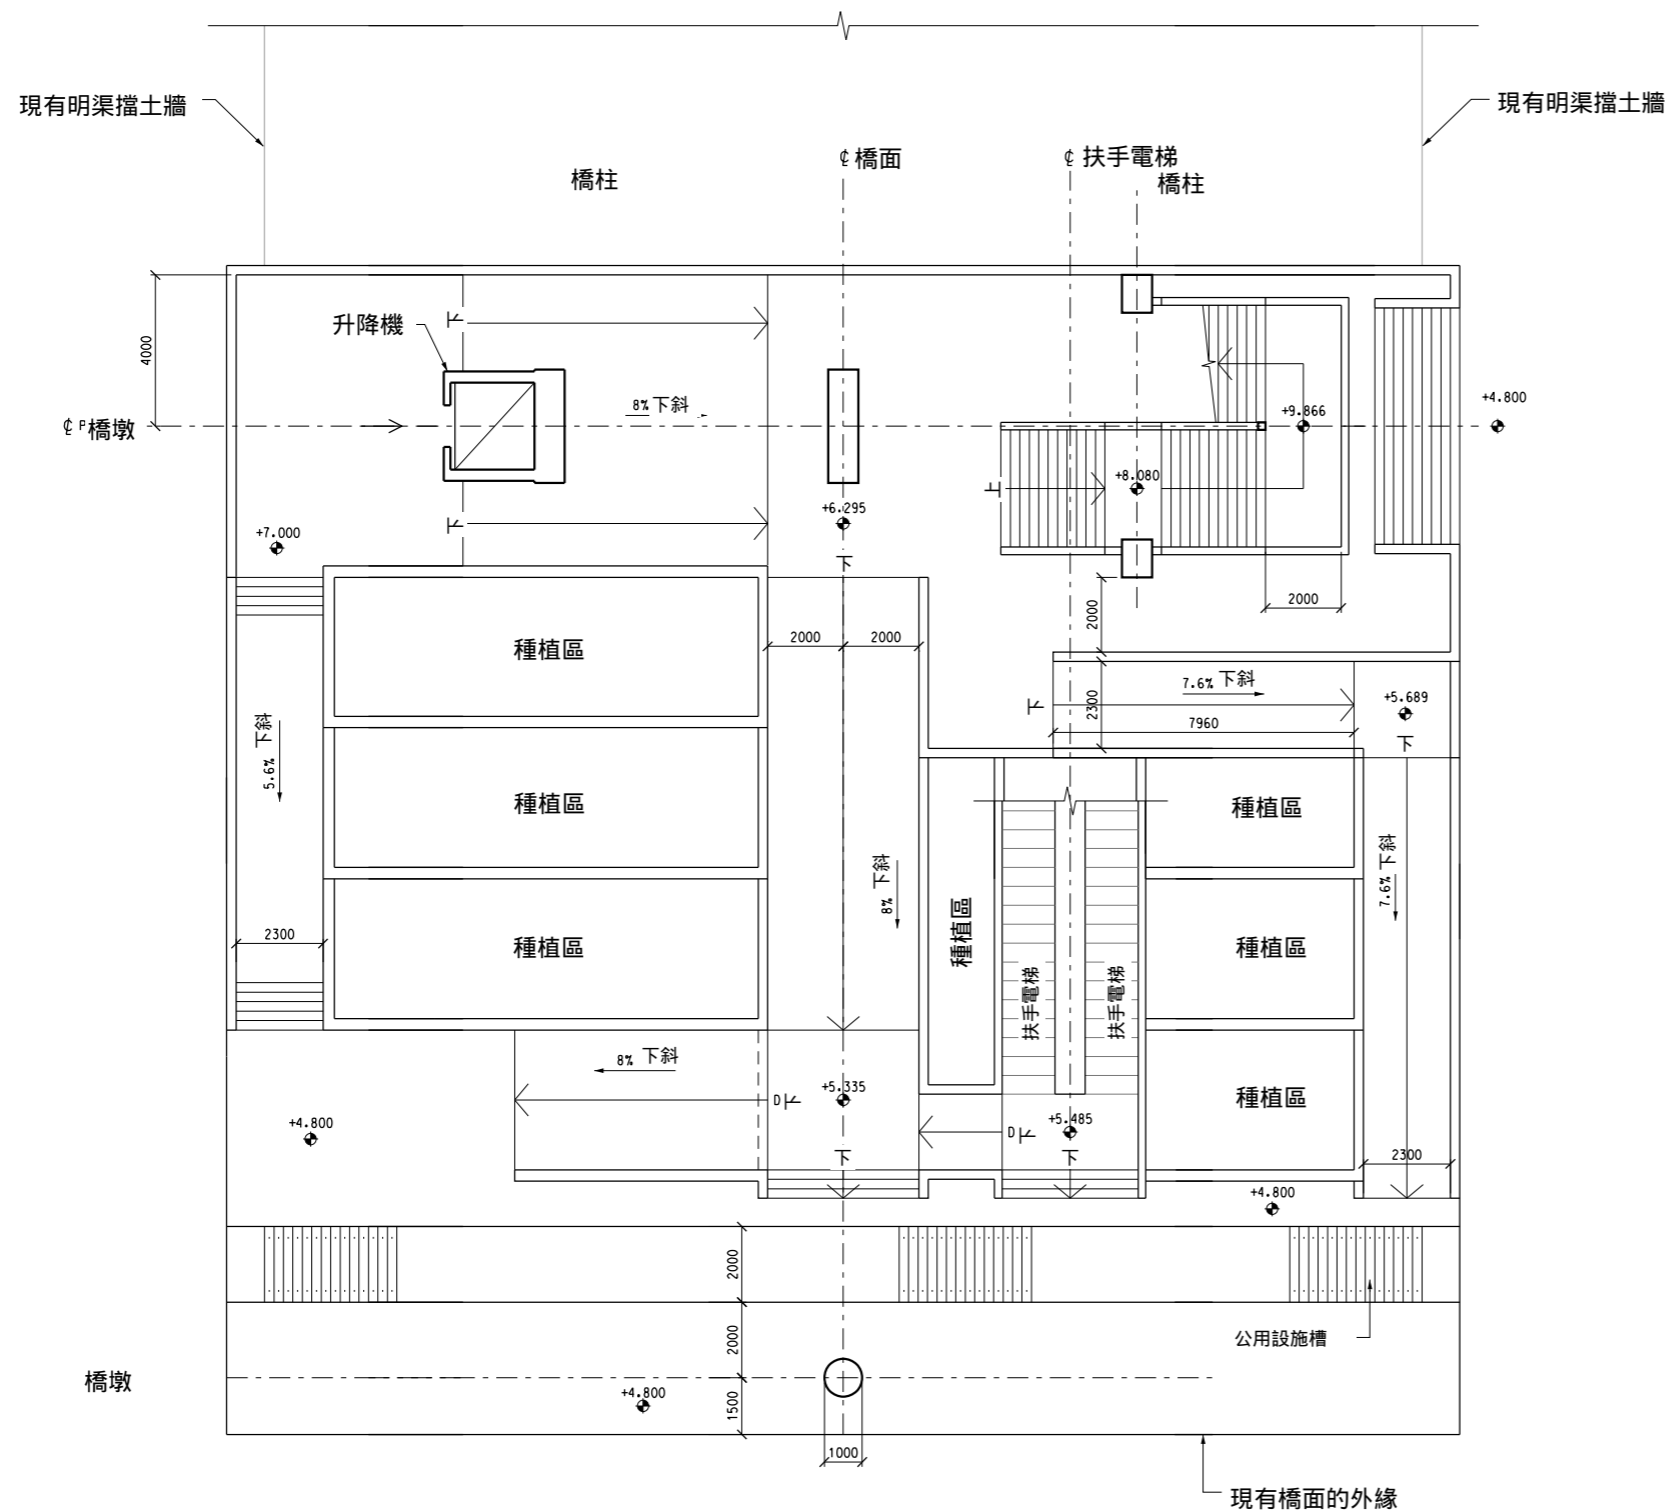 現有明渠擋土牆
現有明渠擋土牆
℄ 橋面
℄ 扶手電梯
橋柱
橋柱
升降機
下
4000
8% 下斜
℄ P 橋墩
+9.866
+4.800
+8.080
上
+6.295
下
+7.000
下
2000
2000
2000
2000
種植區
7.6% 下斜
+5.689
下
2300
7960
下
5.6% 下斜
種植區
種植區
8% 下斜
7.6% 下斜
種植區
2300
種植區
種植區
扶手電梯
扶手電梯
8% 下斜
+5.335
D下
種植區
+4.800
+5.485
D下
下
下
2300
+4.800
2000
2000
公用設施槽
橋墩
+4.800
1500
1000
現有橋面的外緣